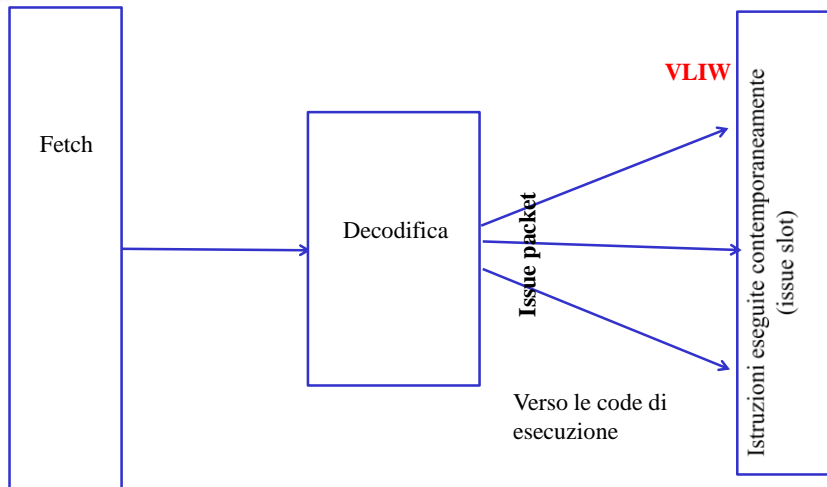 Fetch
Decodifica
VLIW
Issue packet
Verso le code di
esecuzione
Istruzioni eseguite contemporaneamente
(issue slot)